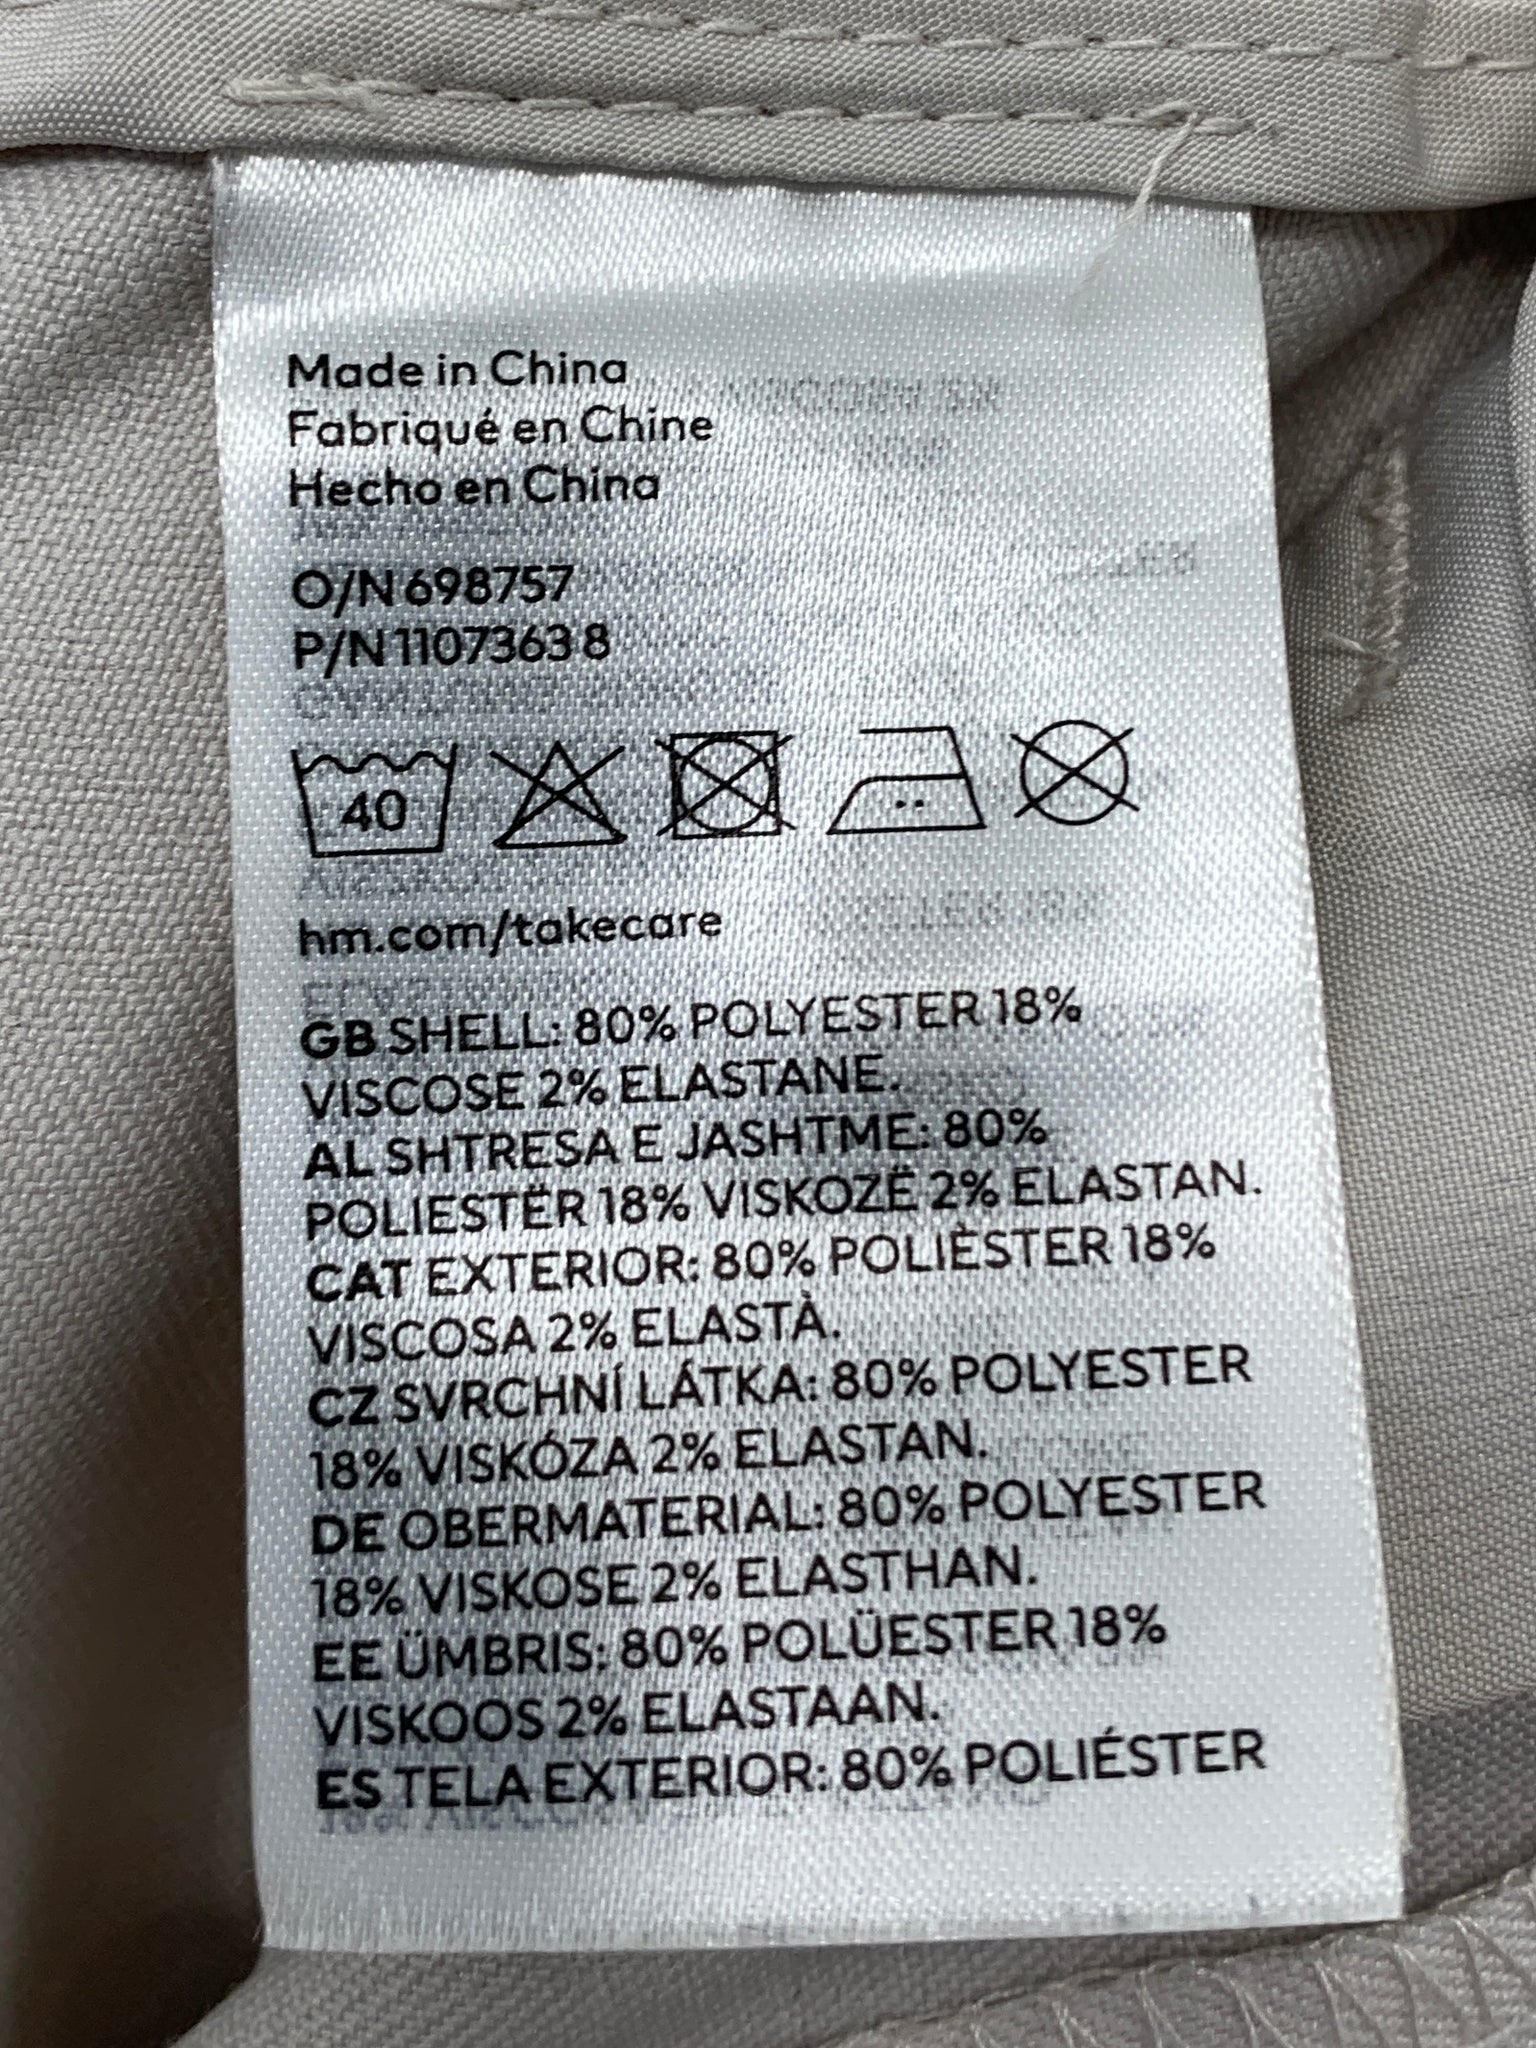 Made in China
Fabriqué en Chine
Hecho en China
O/N 698757
P/N 11073638
40
hm.com/takecare
GB SHELL: 80% POLYESTER 18%
VISCOSE 2% ELASTANE.
AL SHTRESA E JASHTME: 80%
POLIESTËR 18% VISKOZË 2% ELASTAN.
CAT EXTERIOR: 80% POLIÈSTER 18%
VISCOSA 2% ELASTÀ.
CZ SVRCHNÍ LÁTKA: 80% POLYESTER
18% VISKÓZA 2% ELASTAN.
DE OBERMATERIAL: 80% POLYESTER
18% VISKOSE 2% ELASTHAN.
EE ÜMBRIS: 80% POLÜESTER 18%
VISKOOS 2% ELASTAAN.
ES TELA EXTERIOR: 80% POLIÉSTER